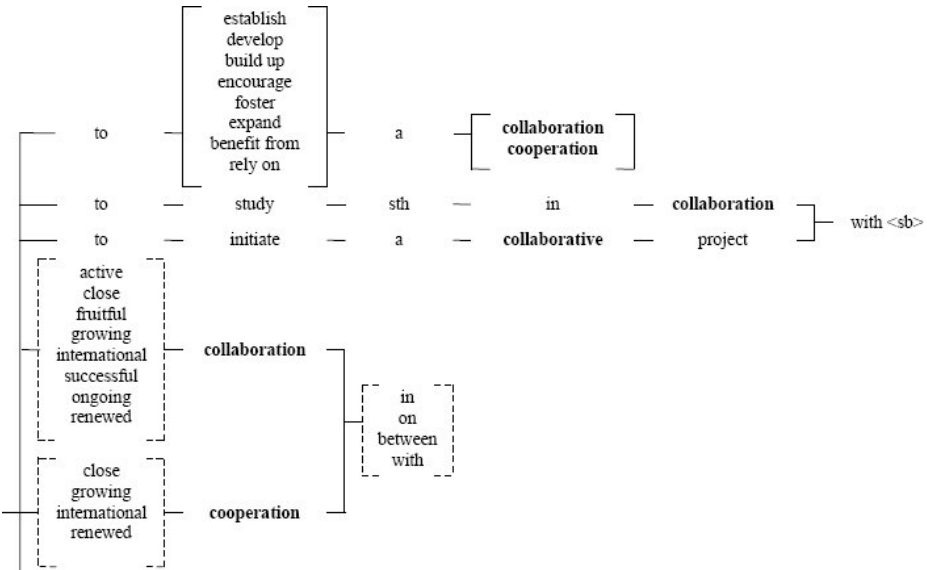 establish
develop
build up
encourage
foster
expand
benefit from
rely on
to
a
collaboration
cooperation
to study sth in collaboration
to initiate a collaborative project
with <sb>
active
close
fruitful
growing
international
successful
ongoing
renewed
collaboration
in
on
between
with
close
growing
international
renewed
cooperation